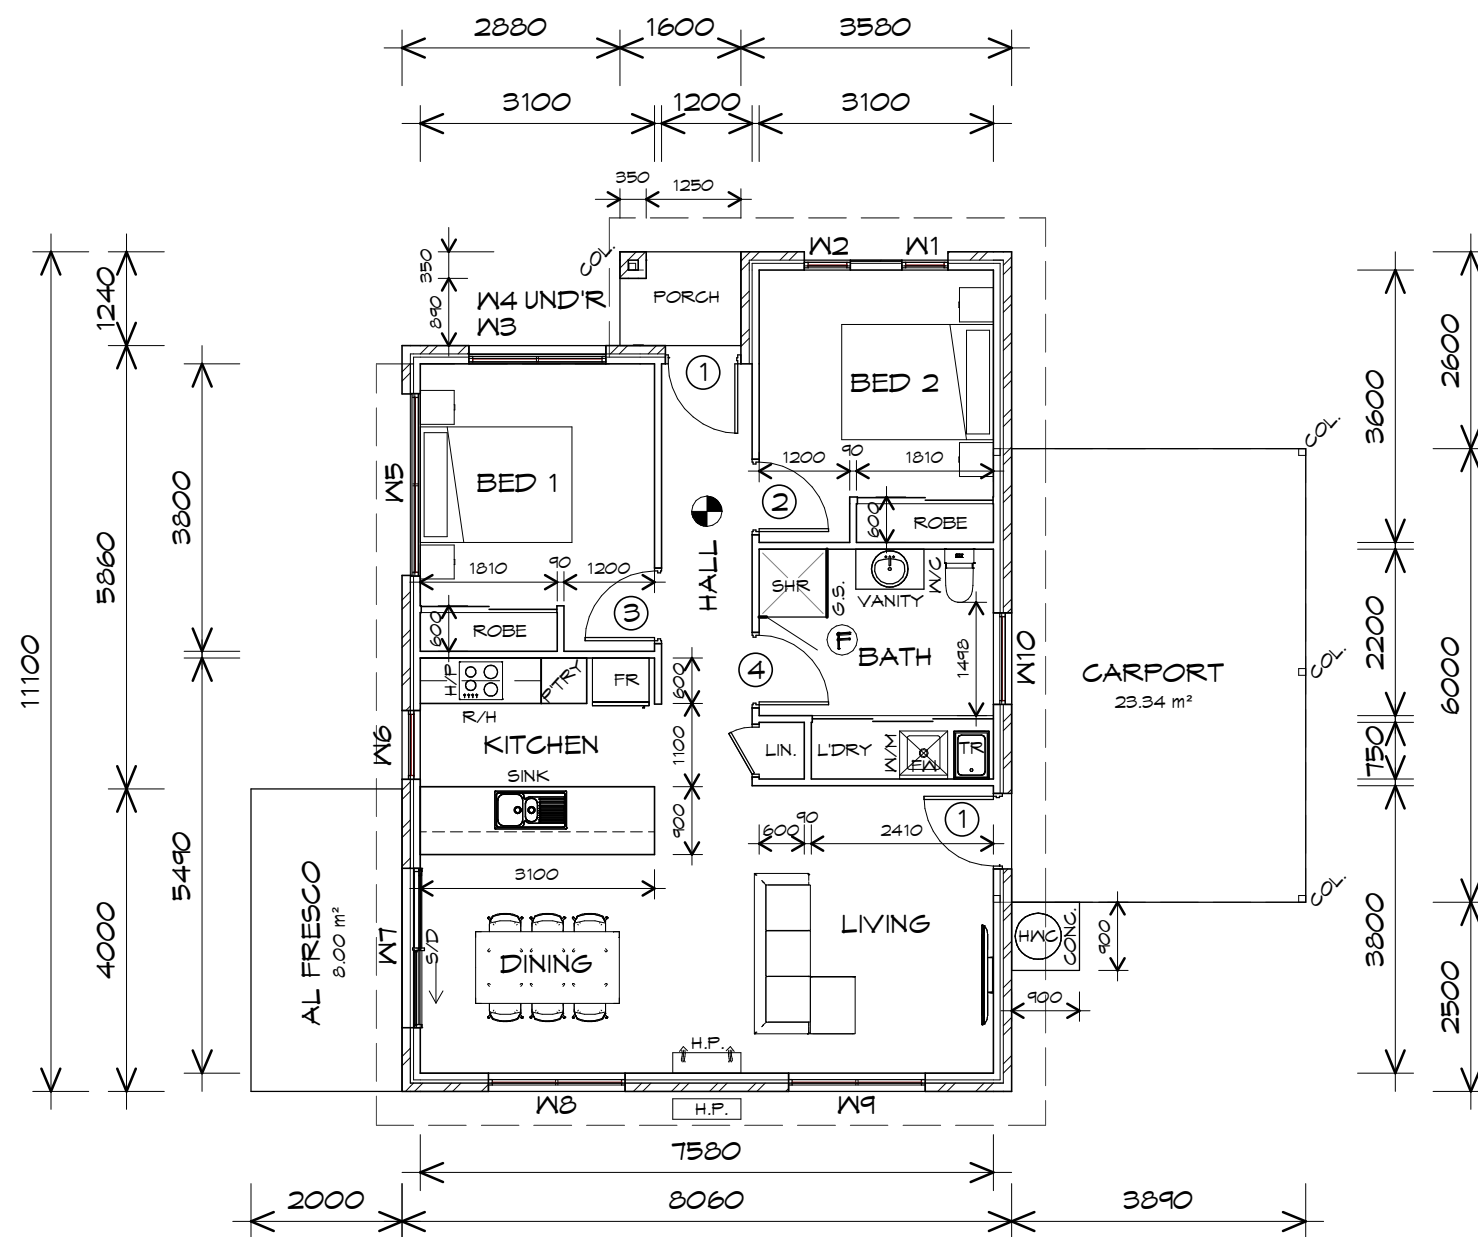 2880 1600 3580
3100 1200 3100
350 1250
COL.
W2 W1
350
1240
890
W4 UND'R
W3
PORCH
1
BED 2
2600
3600
COL.
W5
BED 1
1200 90 1810
2
600
ROBE
3800
5860
HALL
1810 90 1200
SHR
G.S.
VANITY
W/C
3
600
ROBE
F
BATH
1498
W10
2200
6000
11100
H/P
P'TRY
FR
600
4
CARPORT
23.34 m²
COL.
R/H
W6
KITCHEN
1100
LIN.
L'DRY
W/M
FW
TR
750
SINK
900
600 90 2410
1
5490
3100
AL FRESCO
8.00 m²
W7
S/D
DINING
LIVING
HWC
CONC.
900
COL.
4000
3800
2500
900
H.P.
W8
H.P.
W9
7580
2000 8060 3890